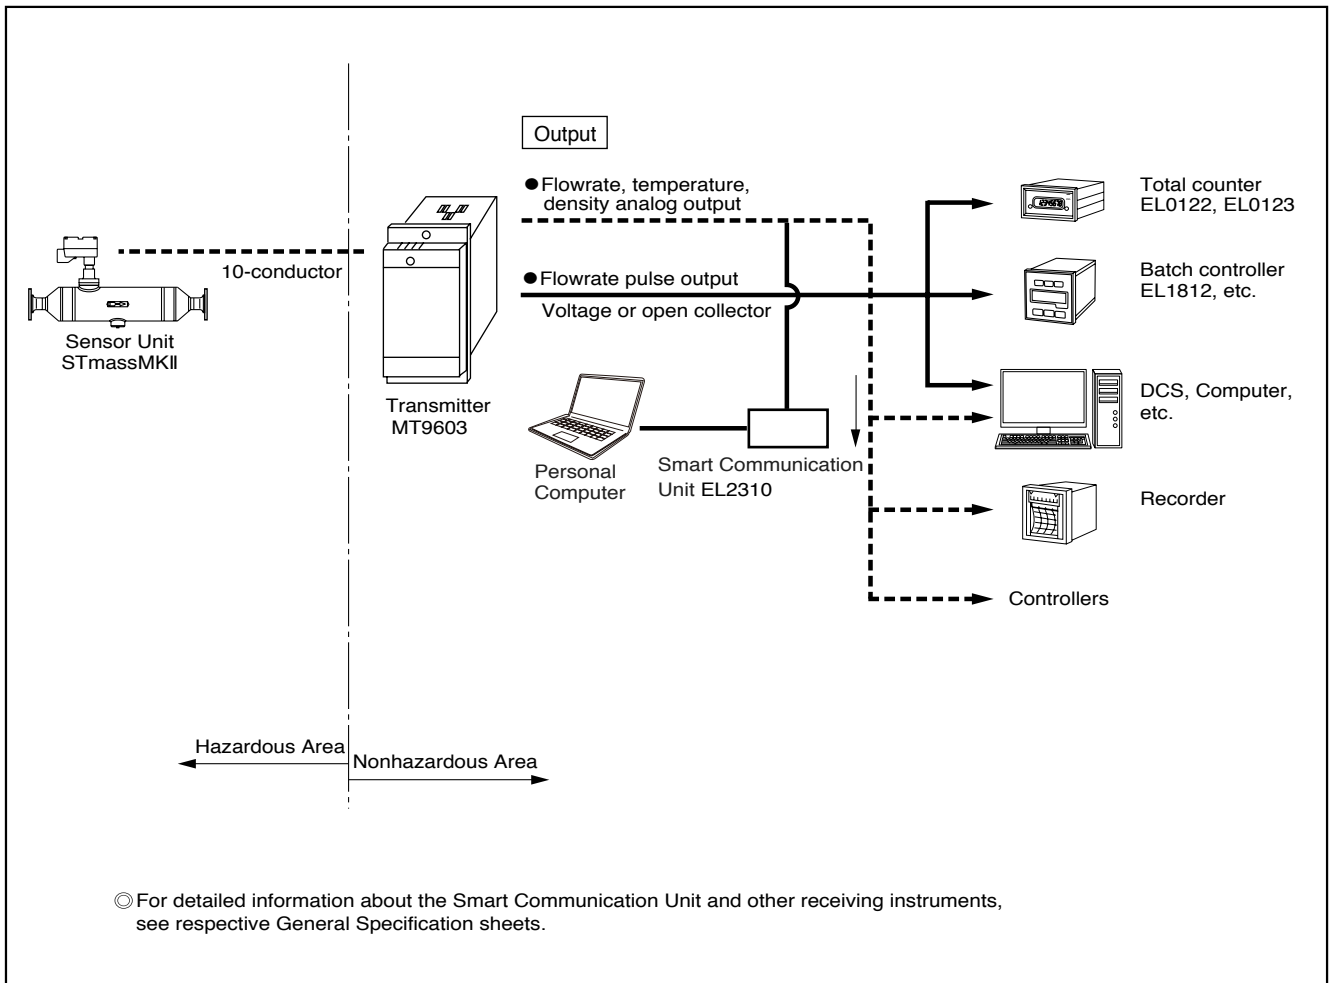 Output
●Flowrate, temperature,
density analog output
10-conductor
●Flowrate pulse output
Voltage or open collector
Sensor Unit
STmassMKII
Transmitter
MT9603
Personal
Computer
Smart Communication
Unit EL2310
Total counter
EL0122, EL0123
Batch controller
EL1812, etc.
DCS, Computer,
etc.
Recorder
Controllers
Hazardous Area
Nonhazardous Area
◎For detailed information about the Smart Communication Unit and other receiving instruments,
see respective General Specification sheets.